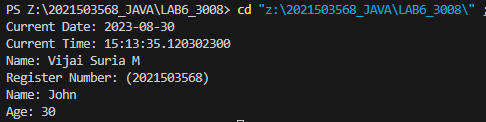 PS Z:\2021503568_JAVA\LAB6_3008> cd "z:\2021503568_JAVA\LAB6_3008\" ;
Current Date: 2023-08-30
Current Time: 15:13:35.120302300
Name: Vijai Suria M
Register Number: (2021503568)
Name: John
Age: 30